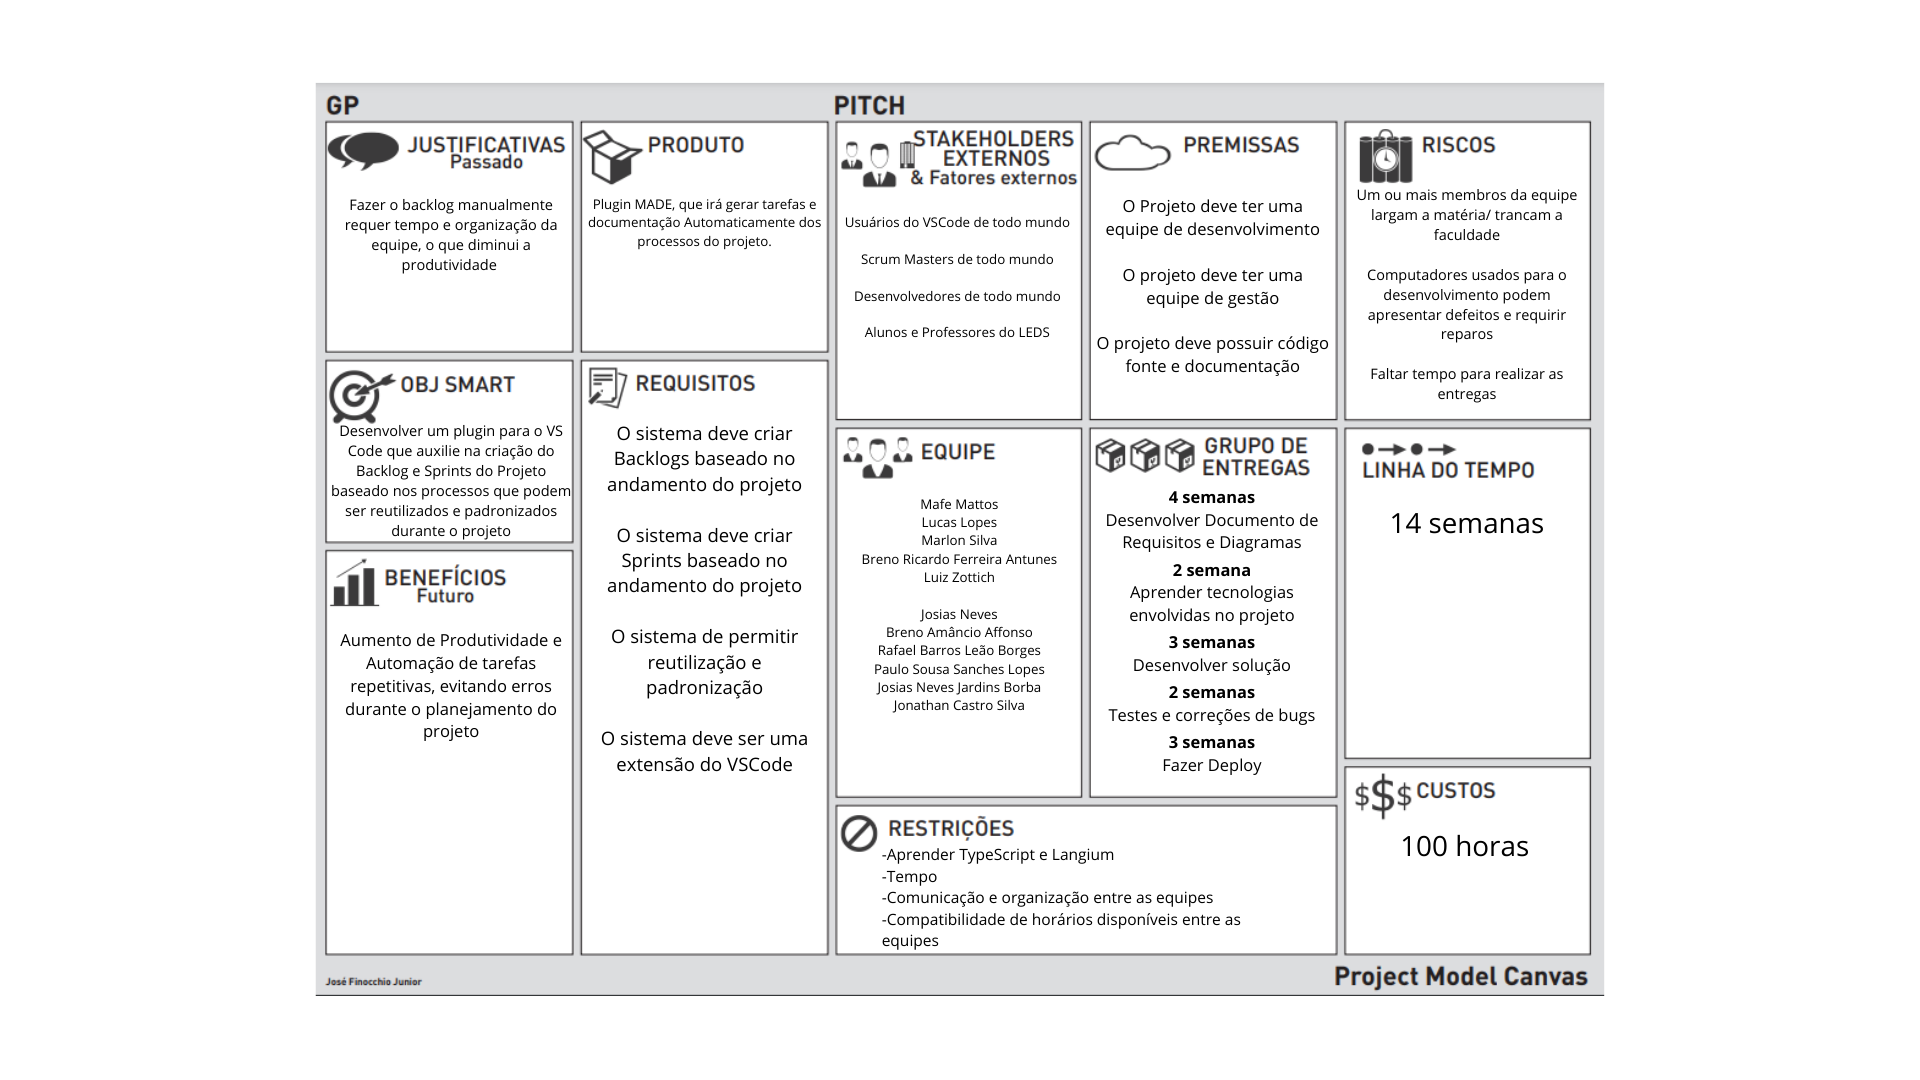 GP
PITCH
JUSTIFICATIVAS
Passado
Fazer o backlog manualmente
requer tempo e organização da
equipe, o que diminui a
produtividade
PRODUTO
Plugin MADE, que irá gerar tarefas e
documentação Automaticamente dos
processos do projeto.
STAKEHOLDERS
EXTERNOS
& Fatores externos
Usuários do VSCode de todo mundo
Scrum Masters de todo mundo
Desenvolvedores de todo mundo
Alunos e Professores do LEDS
PREMISSAS
O Projeto deve ter uma
equipe de desenvolvimento
O projeto deve ter uma
equipe de gestão
O projeto deve possuir código
fonte e documentação
RISCOS
Um ou mais membros da equipe
largam a matéria/ trancam a
faculdade
Computadores usados para o
desenvolvimento podem
apresentar defeitos e requirir
reparos
Faltar tempo para realizar as
entregas
OBJ SMART
Desenvolver um plugin para o VS
Code que auxilie na criação do
Backlog e Sprints do Projeto
baseado nos processos que podem
ser reutilizados e padronizados
durante o projeto
REQUISITOS
O sistema deve criar
Backlogs baseado no
andamento do projeto
O sistema deve criar
Sprints baseado no
andamento do projeto
O sistema de permitir
reutilização e
padronização
O sistema deve ser uma
extensão do VSCode
BENEFÍCIOS
Futuro
Aumento de Produtividade e
Automação de tarefas
repetitivas, evitando erros
durante o planejamento do
projeto
EQUIPE
Mafe Mattos
Lucas Lopes
Marlon Silva
Breno Ricardo Ferreira Antunes
Luiz Zottich
Josias Neves
Breno Amâncio Affonso
Rafael Barros Leão Borges
Paulo Sousa Sanches Lopes
Josias Neves Jardins Borba
Jonathan Castro Silva
GRUPO DE
ENTREGAS
4 semanas
Desenvolver Documento de
Requisitos e Diagramas
2 semana
Aprender tecnologias
envolvidas no projeto
3 semanas
Desenvolver solução
2 semanas
Testes e correções de bugs
3 semanas
Fazer Deploy
LINHA DO TEMPO
14 semanas
RESTRIÇÕES
-Aprender TypeScript e Langium
-Tempo
-Comunicação e organização entre as equipes
-Compatibilidade de horários disponíveis entre as
equipes
$$$ CUSTOS
100 horas
José Finocchio Junior
Project Model Canvas